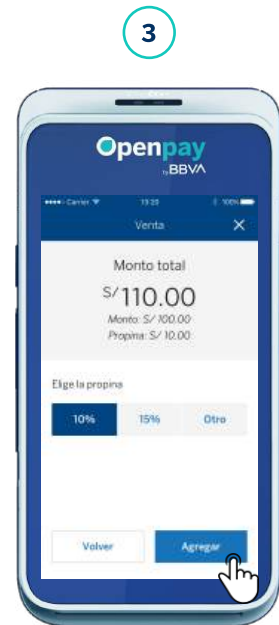 3
Openpay
by BBVA
Carrier 13:20 100%
Venta
Monto total
S/110.00
Monto: S/ 100.00
Propina: S/ 10.00
Elige la propina
10% 15% Otro
Volver Agregar